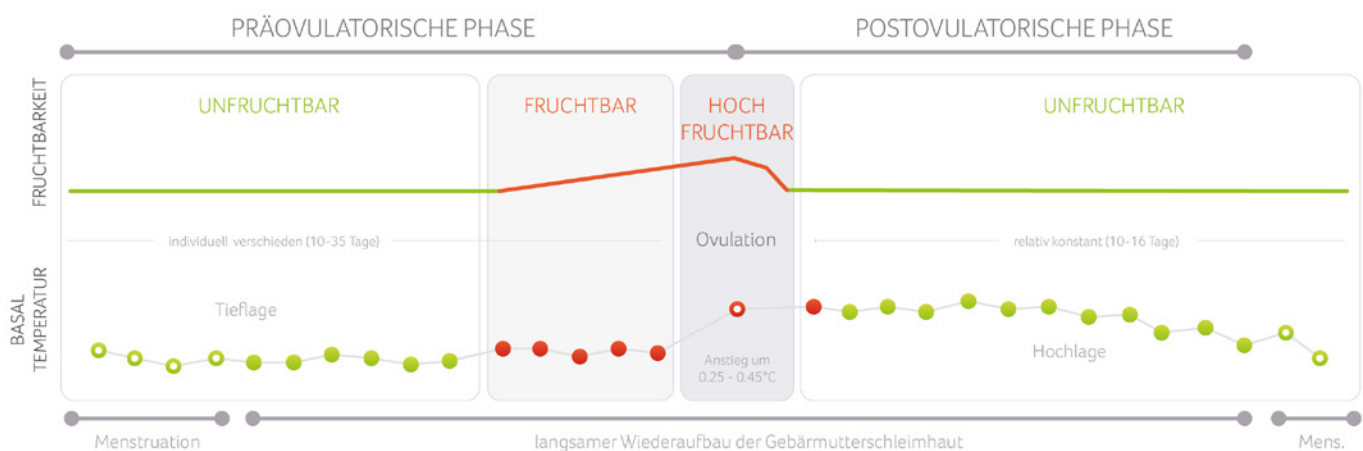 PRÄOVULATORISCHE PHASE
POSTOVULATORISCHE PHASE
FRUCHTBARKEIT
UNFRUCHTBAR
FRUCHTBAR
HOCH
FRUCHTBAR
UNFRUCHTBAR
individuell verschieden (10-35 Tage)
Ovulation
relativ konstant (10-16 Tage)
BASAL
TEMPERATUR
Tieflage
Anstieg um
0.25 - 0.45°C
Hochlage
Menstruation
langsamer Wiederaufbau der Gebärmutterschleimhaut
Mens.